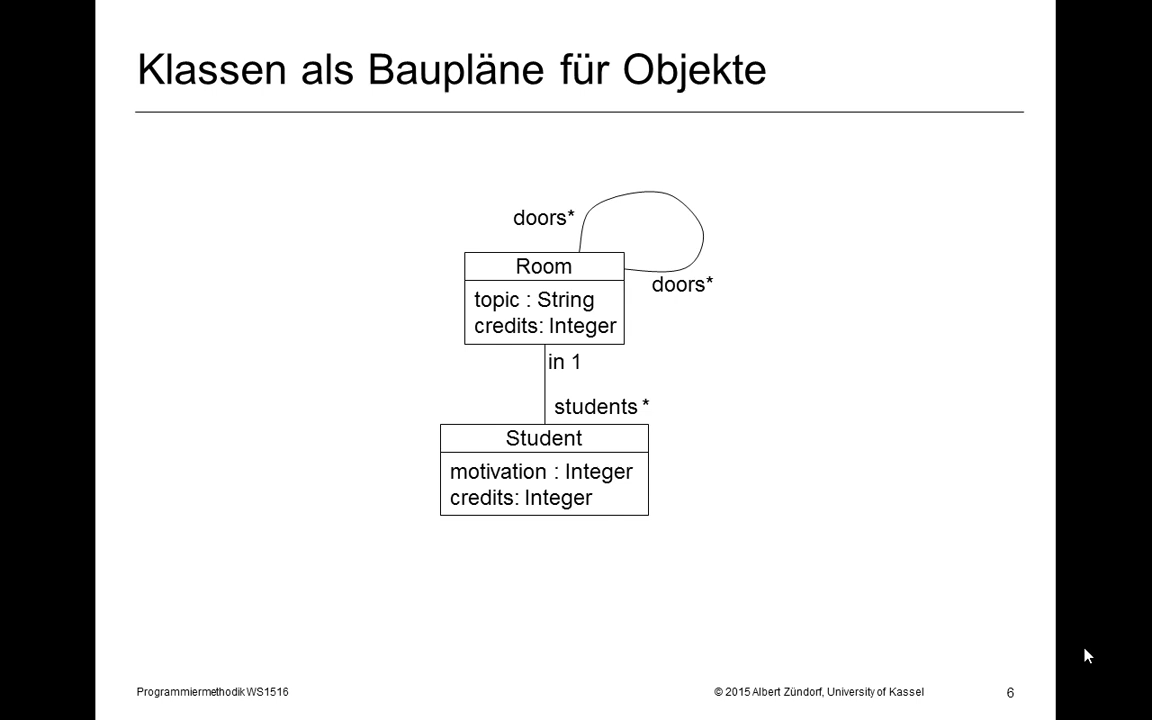 Klassen als Baupläne für Objekte
doors*
Room
doors*
topic : String
credits: Integer
in 1
students *
Student
motivation : Integer
credits: Integer
Programmiermethodik WS1516
© 2015 Albert Zündorf, University of Kassel
6